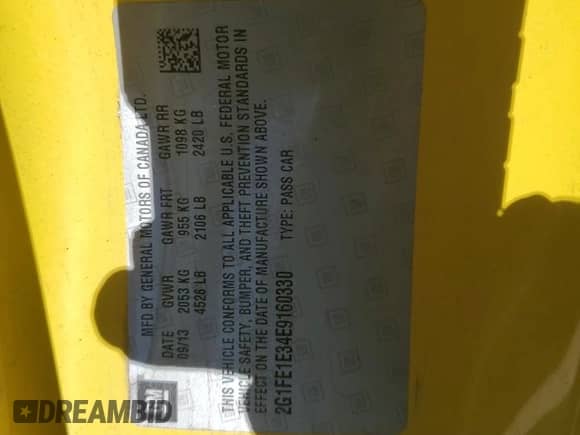 MFD BY GENERAL MOTORS OF CANADA LTD.
DATE GVWR GAWR FRT GAWR RR
09/13 2053 KG 955 KG 1098 KG
4526 LB 2106 LB 2420 LB
THIS VEHICLE CONFORMS TO ALL APPLICABLE U.S. FEDERAL MOTOR
VEHICLE SAFETY, BUMPER, AND THEFT PREVENTION STANDARDS IN
EFFECT ON THE DATE OF MANUFACTURE SHOWN ABOVE.
2G1FE1E34E9160330 TYPE: PASS CAR
GM
DREAMBID